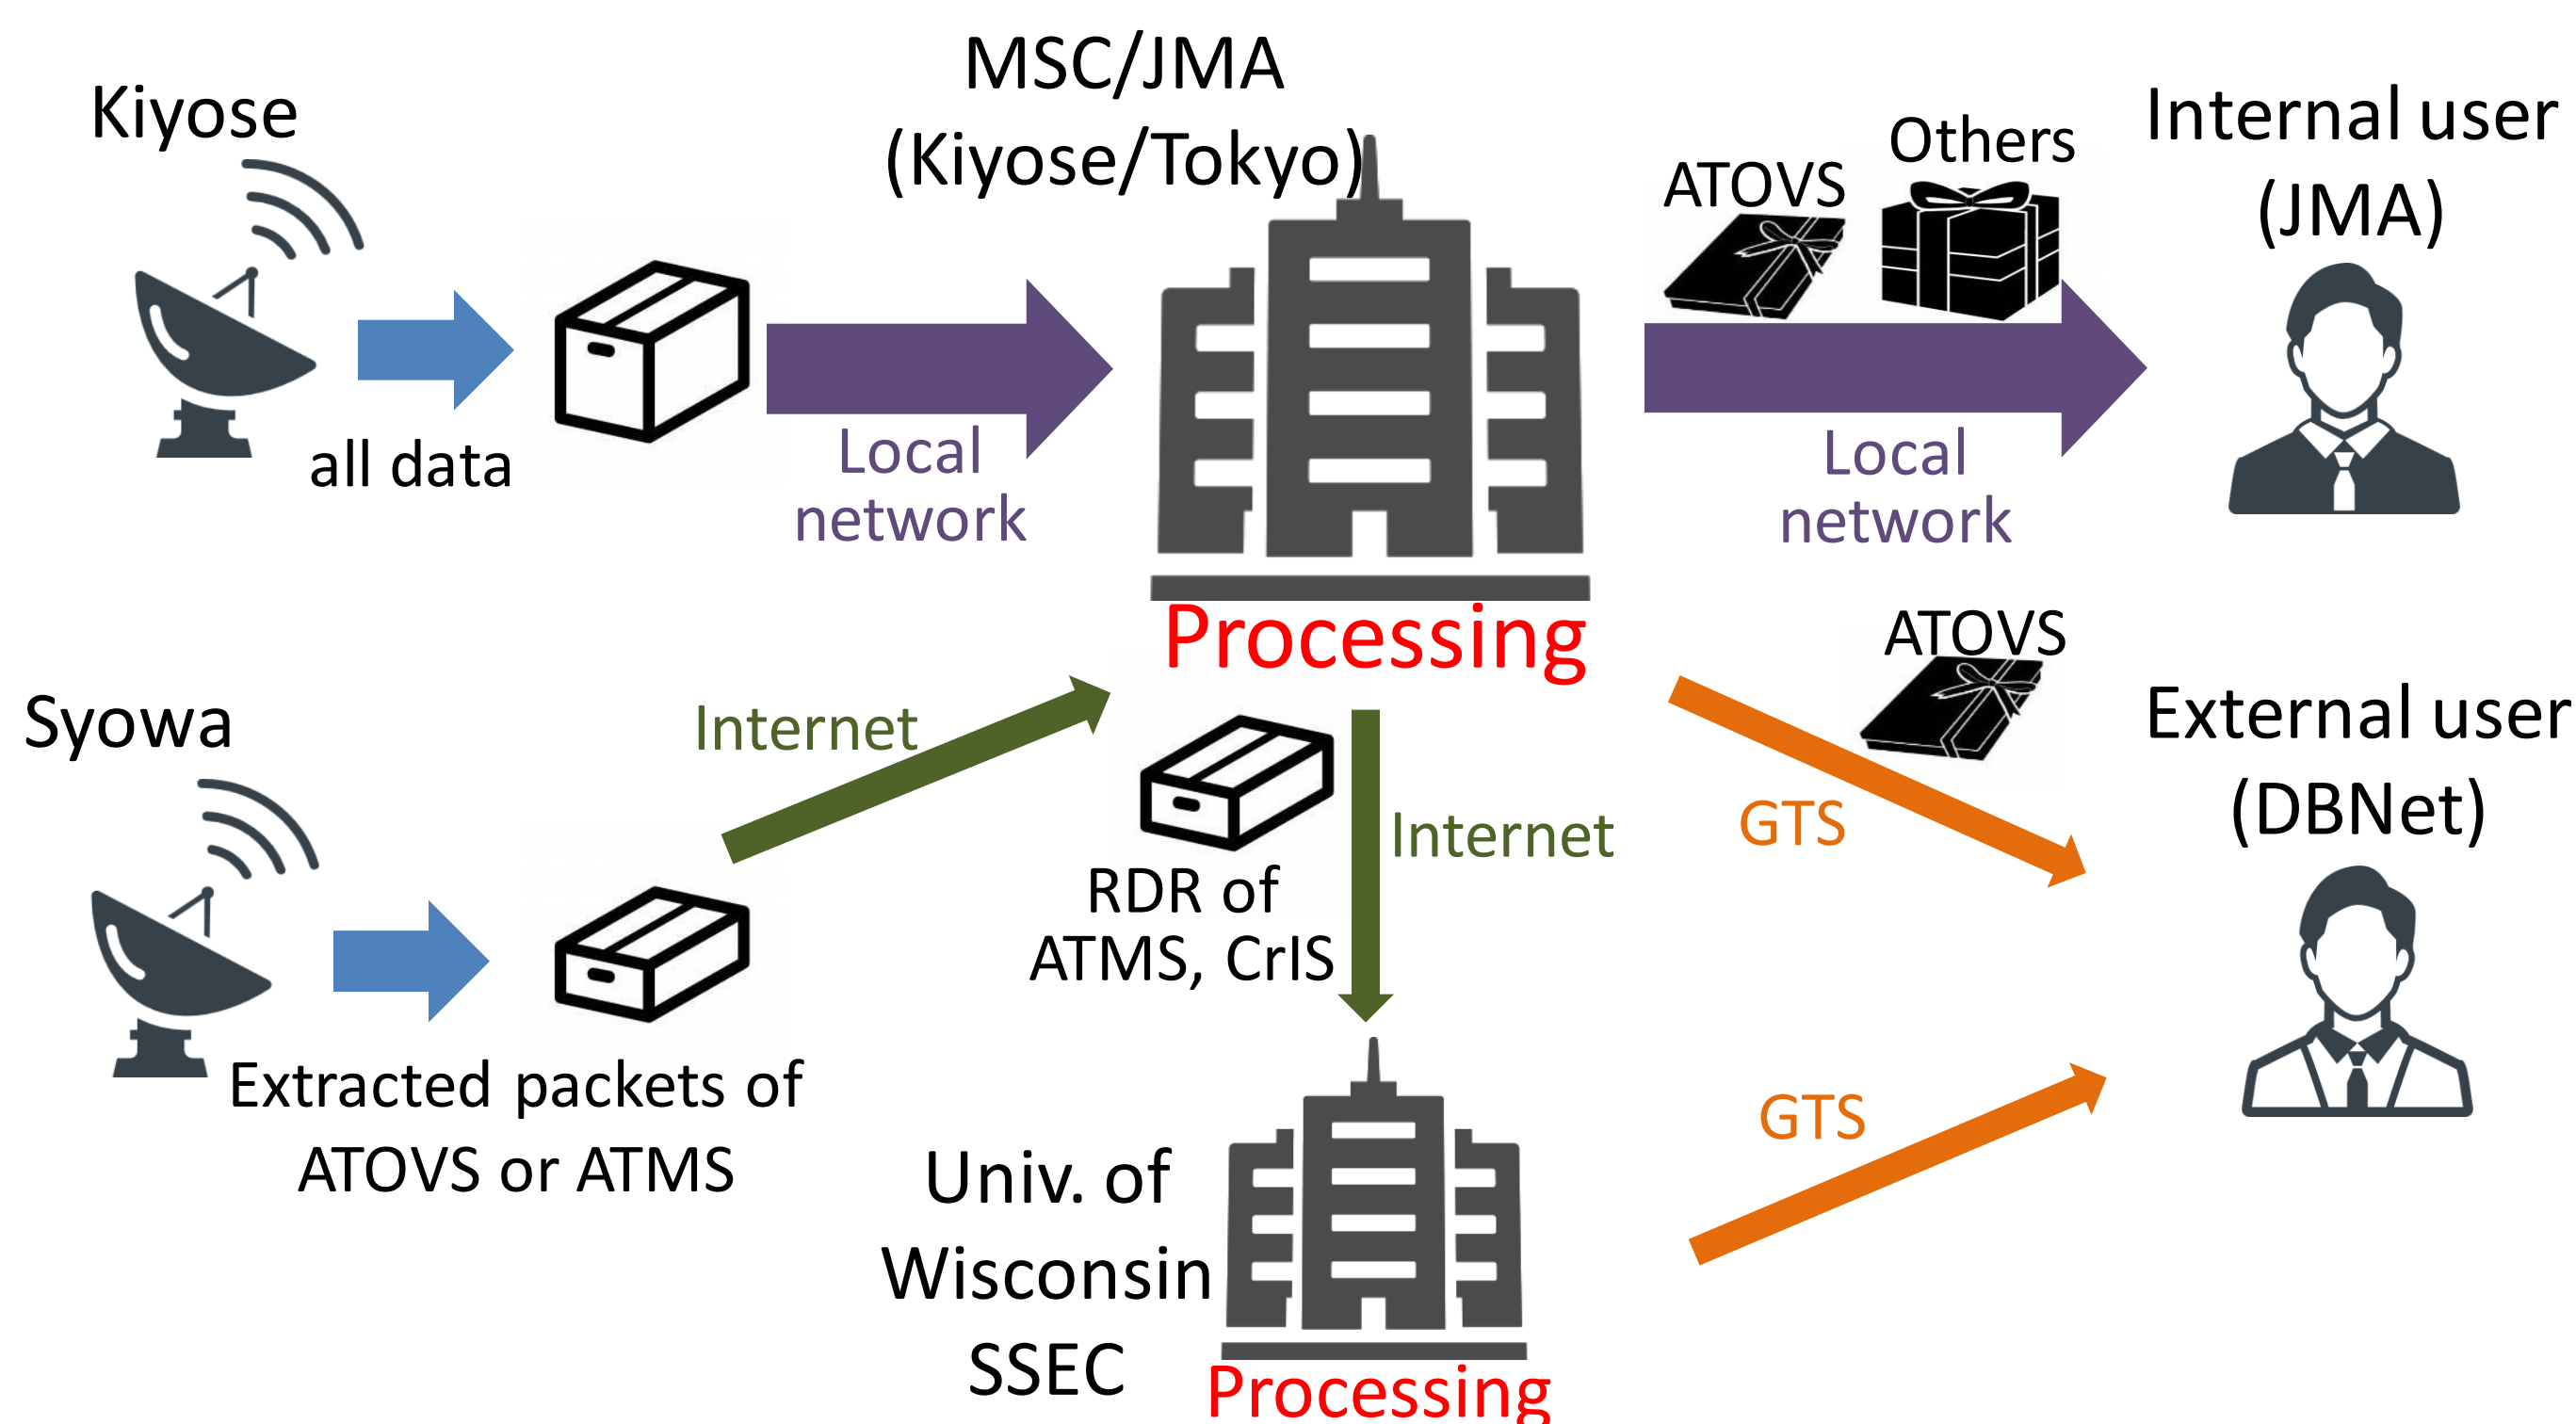 Kiyose
all data
Local
network
MSC/JMA
(Kiyose/Tokyo)
Processing
ATOVS
Others
Local
network
Internal user
(JMA)
Syowa
Extracted packets of
ATOVS or ATMS
Internet
RDR of
ATMS, CrIS
Internet
Univ. of
Wisconsin
SSEC
Processing
ATOVS
GTS
GTS
External user
(DBNet)